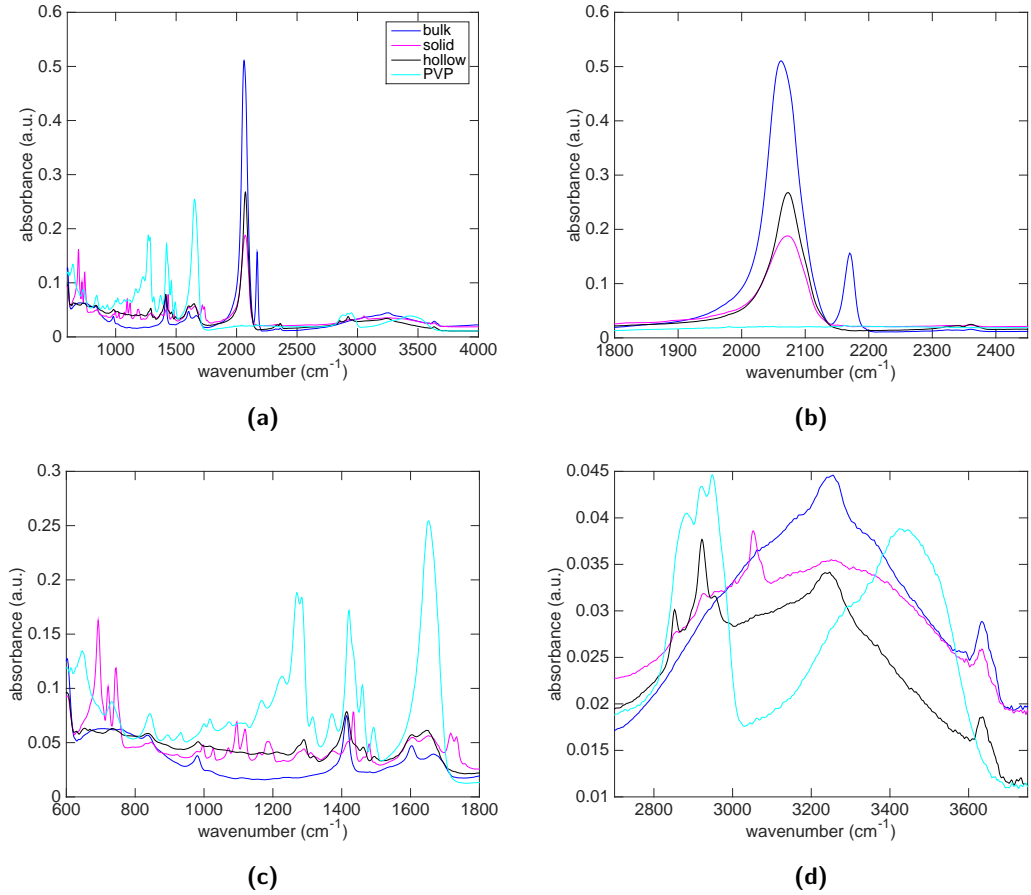 0.6
0.5
0.4
0.3
0.2
0.1
0
absorbance (a.u.)
1000 1500 2000 2500 3000 3500 4000
wavenumber (cm⁻¹)
bulk
solid
hollow
PVP
(a)
0.6
0.5
0.4
0.3
0.2
0.1
0
absorbance (a.u.)
1800 1900 2000 2100 2200 2300 2400
wavenumber (cm⁻¹)
(b)
0.3
0.25
0.2
0.15
0.1
0.05
0
absorbance (a.u.)
600 800 1000 1200 1400 1600 1800
wavenumber (cm⁻¹)
(c)
0.045
0.04
0.035
0.03
0.025
0.02
0.015
0.01
absorbance (a.u.)
2800 3000 3200 3400 3600
wavenumber (cm⁻¹)
(d)